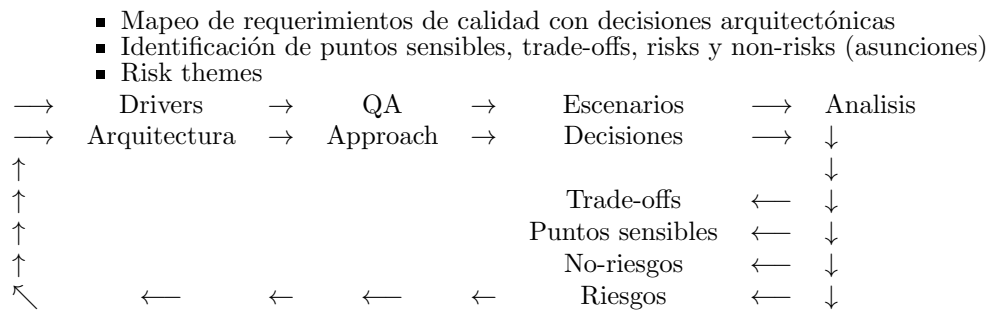 ▪ Mapeo de requerimientos de calidad con decisiones arquitectónicas
▪ Identificación de puntos sensibles, trade-offs, risks y non-risks (asunciones)
▪ Risk themes
⟶ Drivers → QA → Escenarios ⟶ Analisis
⟶ Arquitectura → Approach → Decisiones ⟶ ↓
↑ ↓
↑ Trade-offs ⟵ ↓
↑ Puntos sensibles ⟵ ↓
↑ No-riesgos ⟵ ↓
↖ ⟵ ← ⟵ ← Riesgos ⟵ ↓